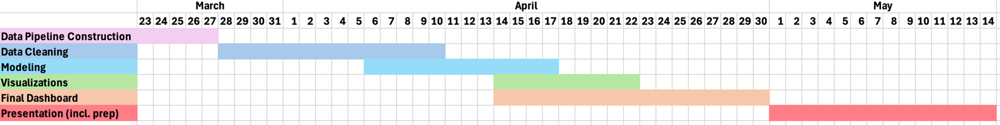 March April May
23 24 25 26 27 28 29 30 31 1 2 3 4 5 6 7 8 9 10 11 12 13 14 15 16 17 18 19 20 21 22 23 24 25 26 27 28 29 30 1 2 3 4 5 6 7 8 9 10 11 12 13 14
Data Pipeline Construction
Data Cleaning
Modeling
Visualizations
Final Dashboard
Presentation (incl. prep)